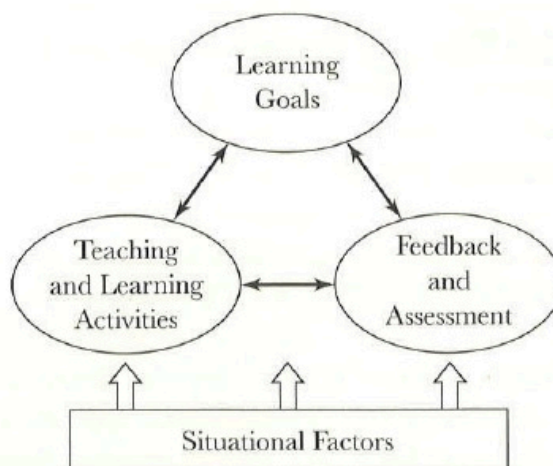 Learning
Goals
Teaching
and Learning
Activities
Feedback
and
Assessment
Situational Factors